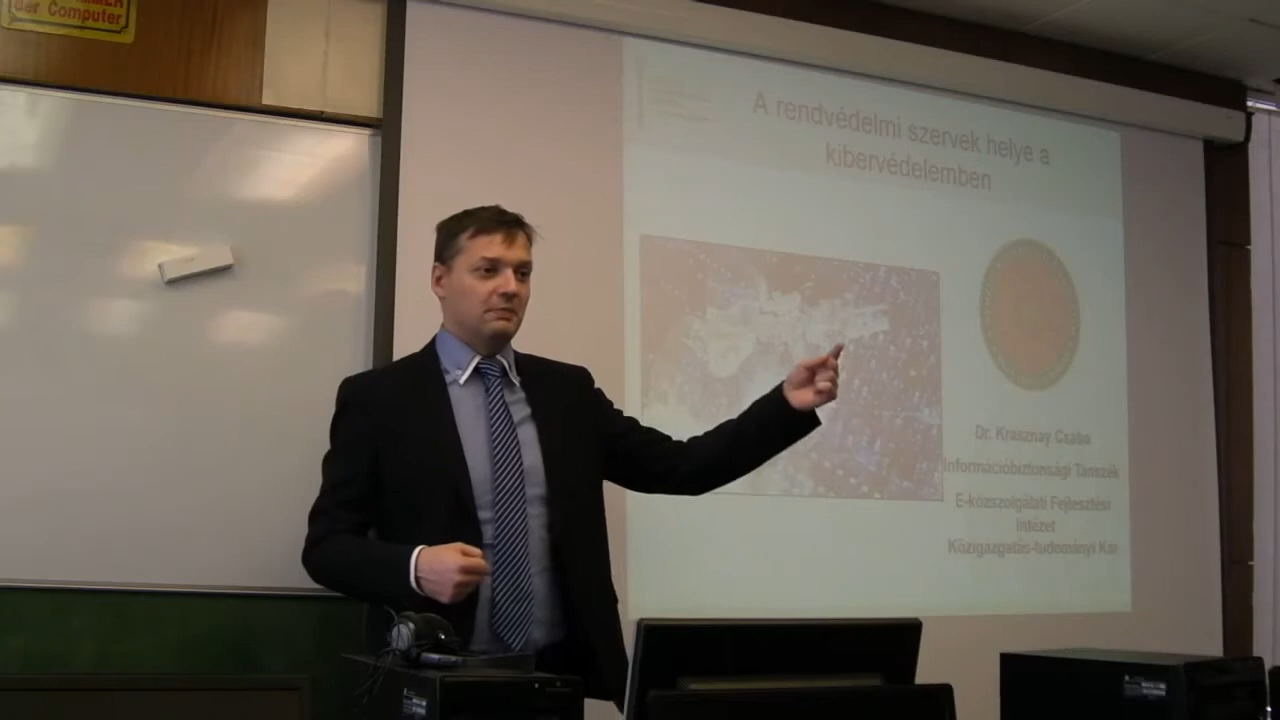 der Computer
A rendvédelmi szervek helye a
kibervédelemben
Dr. Krasznay Csaba
Információbiztonsági Tanszék
E-közszolgálati Fejlesztési
Intézet
Közigazgatás-tudományi Kar